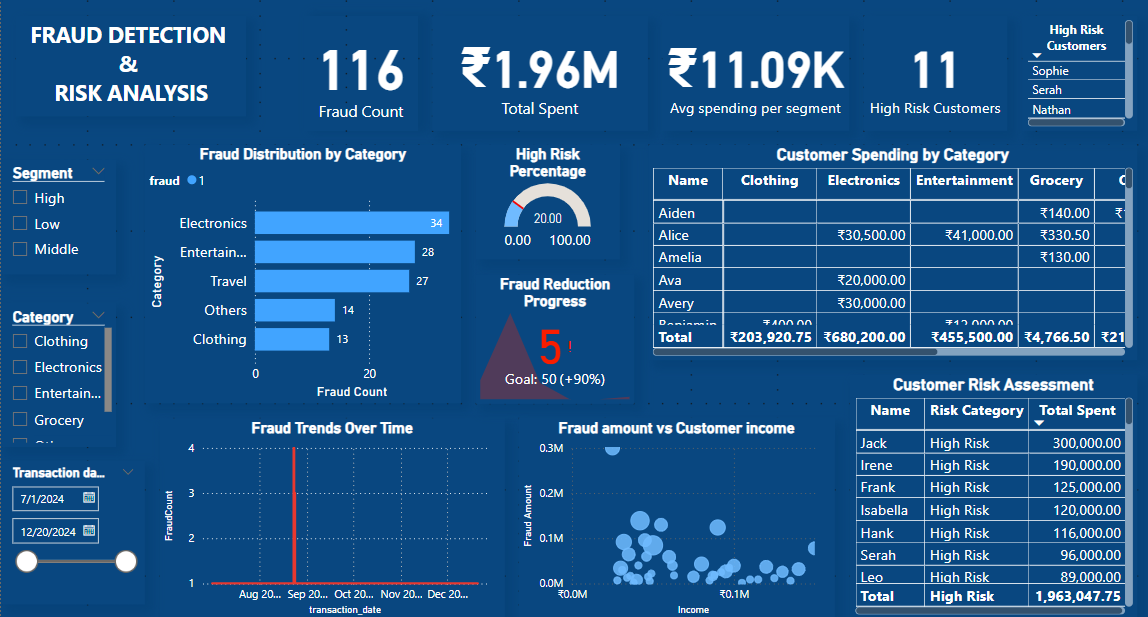 FRAUD DETECTION
&
RISK ANALYSIS
116
Fraud Count
₹1.96M
Total Spent
₹11.09K
Avg spending per segment
11
High Risk Customers
High Risk
Customers
Sophie
Serah
Nathan
Segment
High
Low
Middle
Category
Clothing
Electronics
Entertain...
Grocery
Transaction da...
7/1/2024
12/20/2024
Fraud Distribution by Category
fraud 1
Category
Electronics 34
Entertain... 28
Travel 27
Others 14
Clothing 13
0 20
Fraud Count
High Risk
Percentage
20.00
0.00 100.00
Fraud Reduction
Progress
5!
Goal: 50 (+90%)
Customer Spending by Category
Name Clothing Electronics Entertainment Grocery
Aiden ₹140.00
Alice ₹30,500.00 ₹41,000.00 ₹330.50
Amelia ₹130.00
Ava ₹20,000.00
Avery ₹30,000.00
Benjamin ₹400.00 ₹12,000.00
Total ₹203,920.75 ₹680,200.00 ₹455,500.00 ₹4,766.50 ₹21
Fraud Trends Over Time
FraudCount
4
3
2
1
Aug 20... Sep 20... Oct 20... Nov 20... Dec 20...
transaction_date
Fraud amount vs Customer income
Fraud Amount
0.3M
0.2M
0.1M
0.0M
₹0.0M ₹0.1M
Income
Customer Risk Assessment
Name Risk Category Total Spent
Jack High Risk 300,000.00
Irene High Risk 190,000.00
Frank High Risk 125,000.00
Isabella High Risk 120,000.00
Hank High Risk 116,000.00
Serah High Risk 96,000.00
Leo High Risk 89,000.00
Total High Risk 1,963,047.75